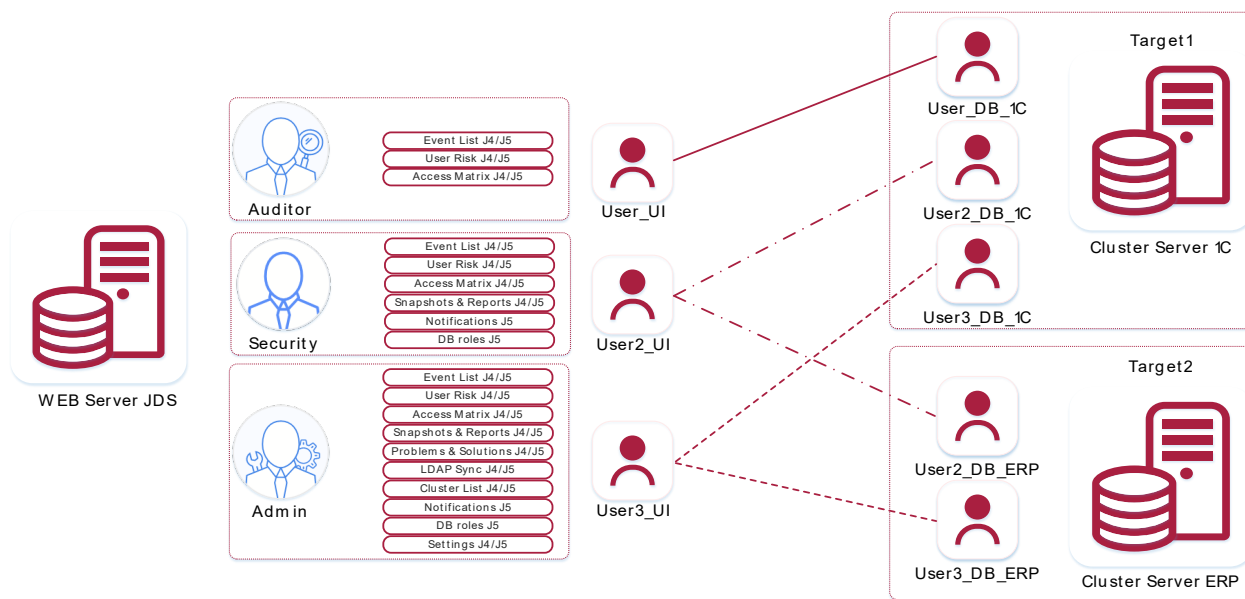 WEB Server JDS
Event List J4/J5
User Risk J4/J5
Access Matrix J4/J5
Auditor
Event List J4/J5
User Risk J4/J5
Access Matrix J4/J5
Snapshots & Reports J4/J5
Notifications J5
DB roles J5
Security
Event List J4/J5
User Risk J4/J5
Access Matrix J4/J5
Snapshots & Reports J4/J5
Problems & Solutions J4/J5
LDAP Sync J4/J5
Cluster List J4/J5
Notifications J5
DB roles J5
Settings J4/J5
Admin
User_UI
User2_UI
User3_UI
Target1
User_DB_1C
User2_DB_1C
User3_DB_1C
Cluster Server 1C
Target2
User2_DB_ERP
User3_DB_ERP
Cluster Server ERP